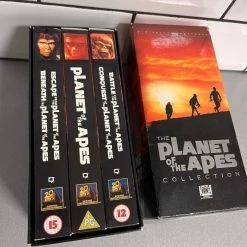 ESCAPE FROM THE PLANET OF THE APES
BENEATH THE PLANET OF THE APES
PLANET OF THE APES
BATTLE FOR THE PLANET OF THE APES
CONQUEST OF THE PLANET OF THE APES
15
PG
12
THE
PLANET
OF THE APES
COLLECTION
FOX